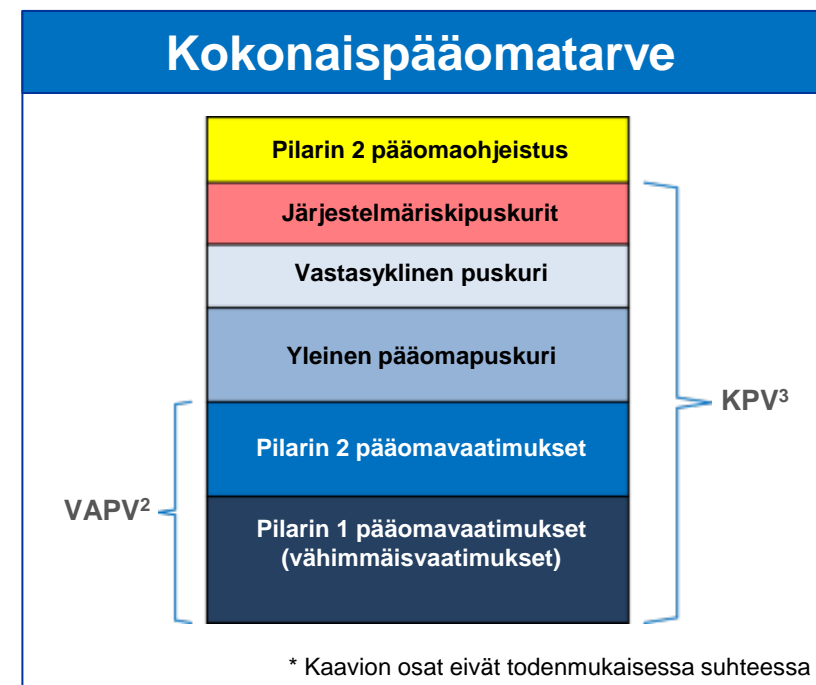 Kokonaispääomatarve
Pilarin 2 pääomaohjeistus
Järjestelmäriskipuskurit
Vastasyklinen puskuri
Yleinen pääomapuskuri
KPV³
Pilarin 2 pääomavaatimukset
VAPV²
Pilarin 1 pääomavaatimukset
(vähimmäisvaatimukset)
* Kaavion osat eivät todenmukaisessa suhteessa